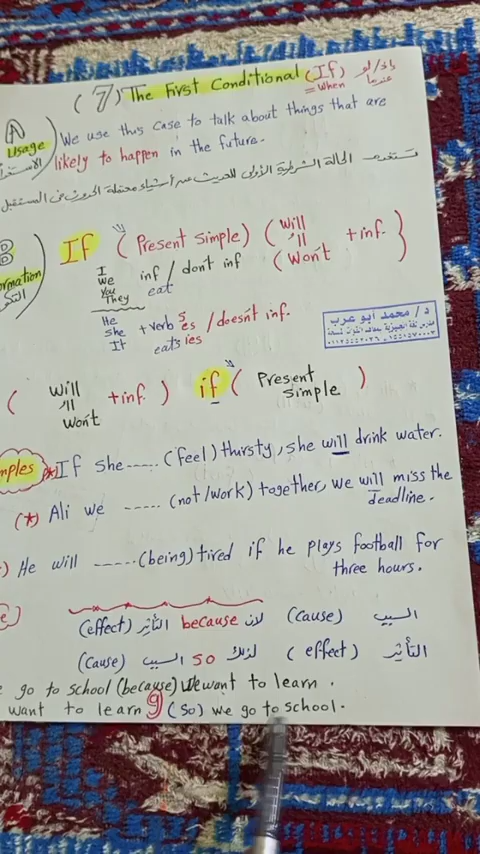 (7) The First Conditional (If) إذا/لو
= when عندما
A We use this case to talk about things that are
Usage likely to happen in the future.
نستخدم الحالة الشرطية الأولى للحديث عن أشياء محتملة الحدوث في المستقبل
B If (Present simple) (will 'll won't + inf.)
ormation
I We You They inf / don't inf
eat
He She It + verb s es ies / doesn't inf.
eats
د / محمد أبو عرب
( will 'll won't + inf. ) if ( Present simple )
mples (*) If she ..... (feel) thirsty, she will drink water.
(*) Ali we ..... (not/work) together, we will miss the
deadline.
) He will ...... (being) tired if he plays football for
three hours.
(effect) التأثير because لأن (cause) السبب
(cause) السبب so لذلك (effect) التأثير
e go to school (because) we want to learn.
want to learn, (so) we go to school.